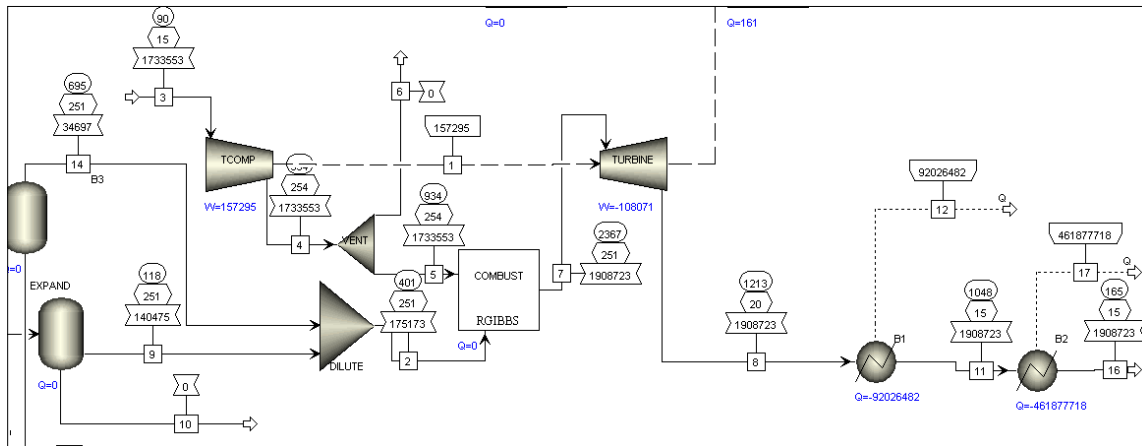 Q=0
Q=161
90
15
1733553
3
695
251
34697
14
B3
6
0
157295
1
TCOMP
TURBINE
W=157295
W=-108071
254
1733553
4
VENT
934
254
1733553
5
2367
251
1908723
7
COMBUST
RGIBBS
Q=0
92026482
12
Q
461877718
17
Q
Q=0
EXPAND
118
251
140475
9
401
251
175173
2
DILUTE
Q=0
0
10
1213
20
1908723
8
B1
Q=-92026482
1048
15
1908723
11
B2
Q=-461877718
165
15
1908723
16